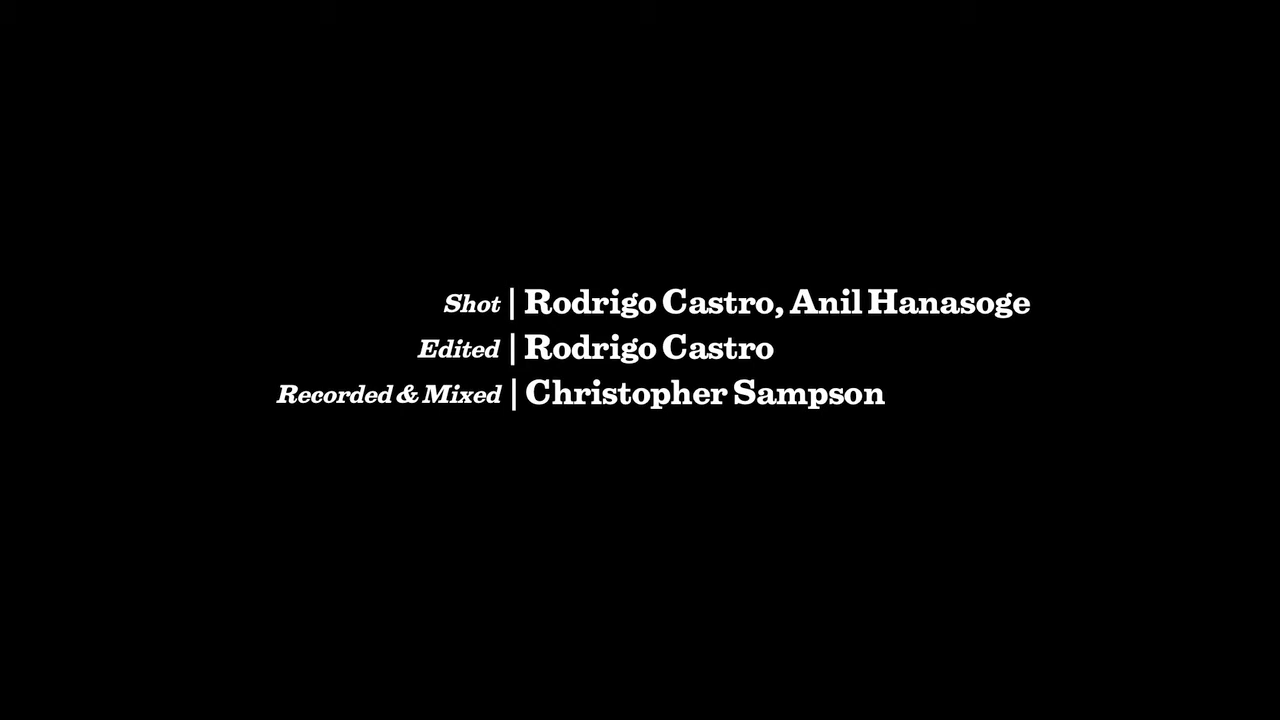 Shot | Rodrigo Castro, Anil Hanasoge
Edited | Rodrigo Castro
Recorded & Mixed | Christopher Sampson